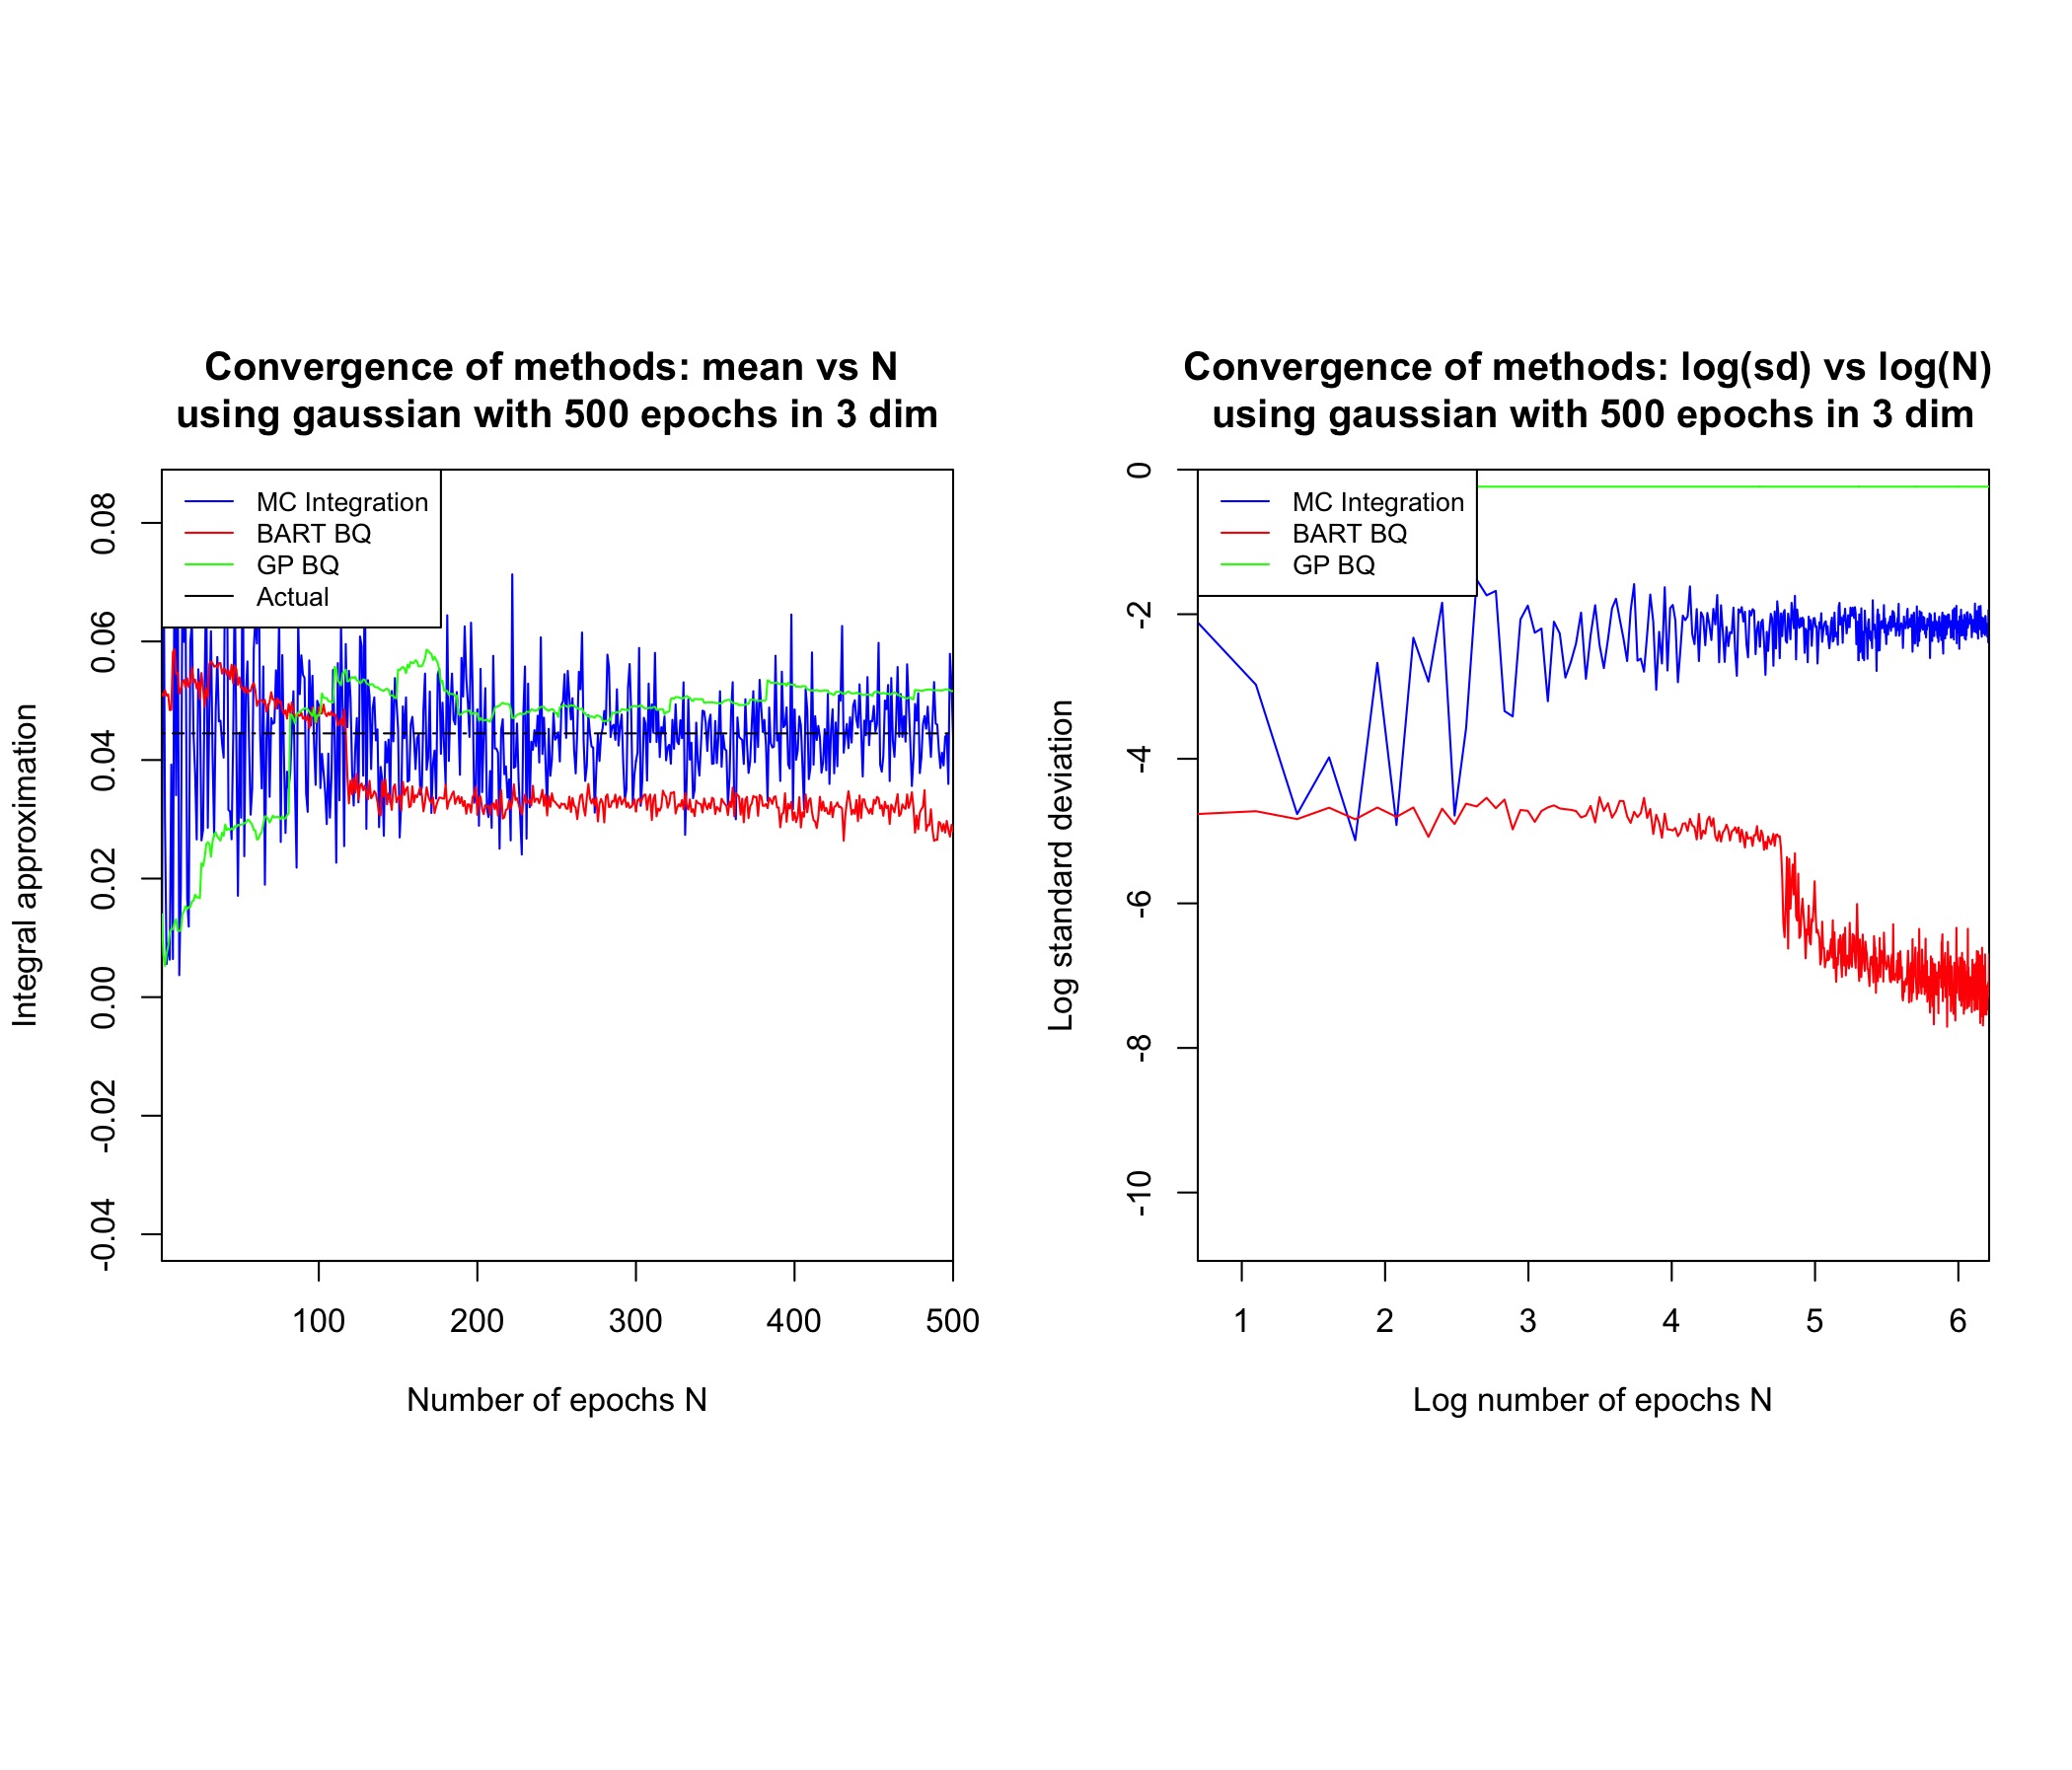 Convergence of methods: mean vs N
using gaussian with 500 epochs in 3 dim
MC Integration
BART BQ
GP BQ
Actual
Integral approximation
0.08
0.06
0.04
0.02
0.00
-0.02
-0.04
100 200 300 400 500
Number of epochs N
Convergence of methods: log(sd) vs log(N)
using gaussian with 500 epochs in 3 dim
MC Integration
BART BQ
GP BQ
Log standard deviation
0
-2
-4
-6
-8
-10
1 2 3 4 5 6
Log number of epochs N